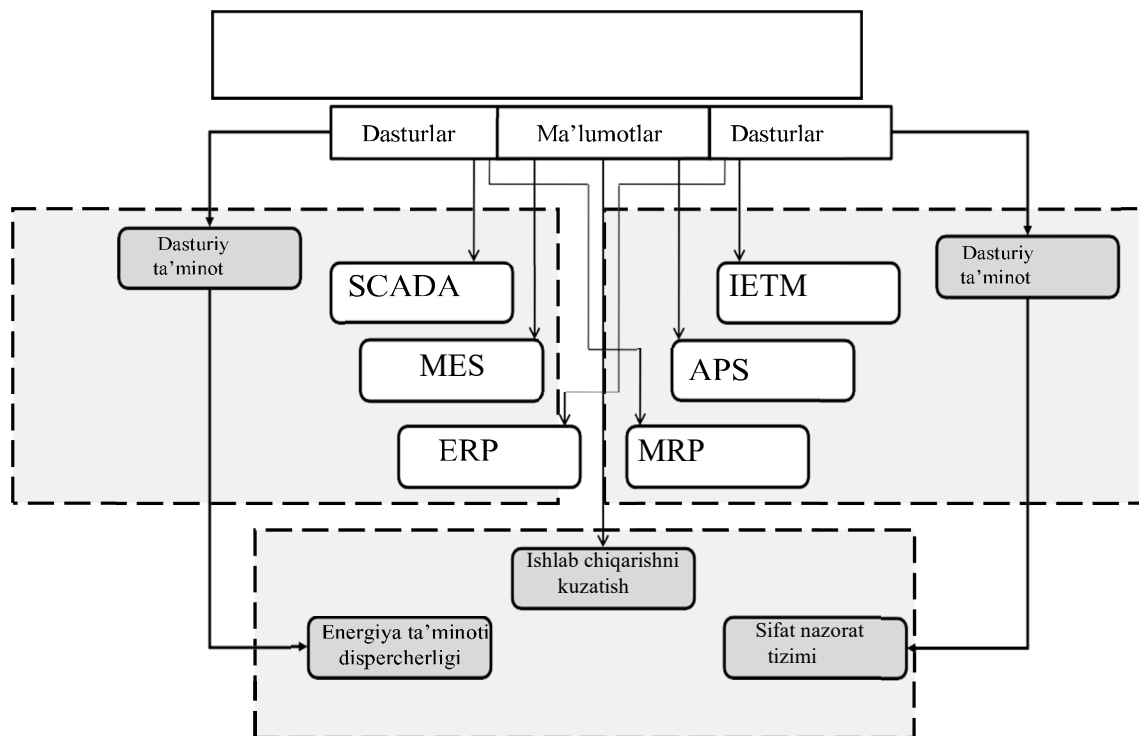 Dasturlar
Ma’lumotlar
Dasturlar
Dasturiy
ta’minot
Dasturiy
ta’minot
SCADA
IETM
MES
APS
ERP
MRP
Ishlab chiqarishni
kuzatish
Energiya ta’minoti
dispercherligi
Sifat nazorat
tizimi